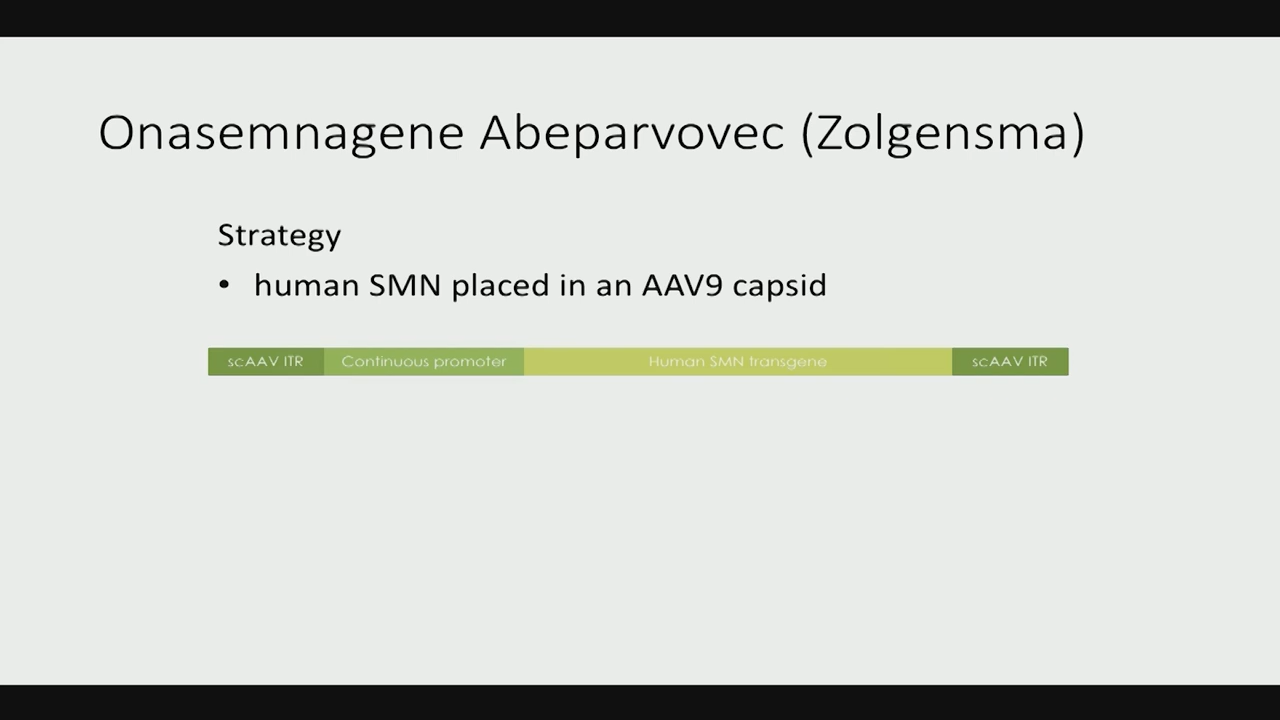 Onasemnagene Abeparvovec (Zolgensma)
Strategy
• human SMN placed in an AAV9 capsid
scAAV ITR Continuous promoter Human SMN transgene scAAV ITR